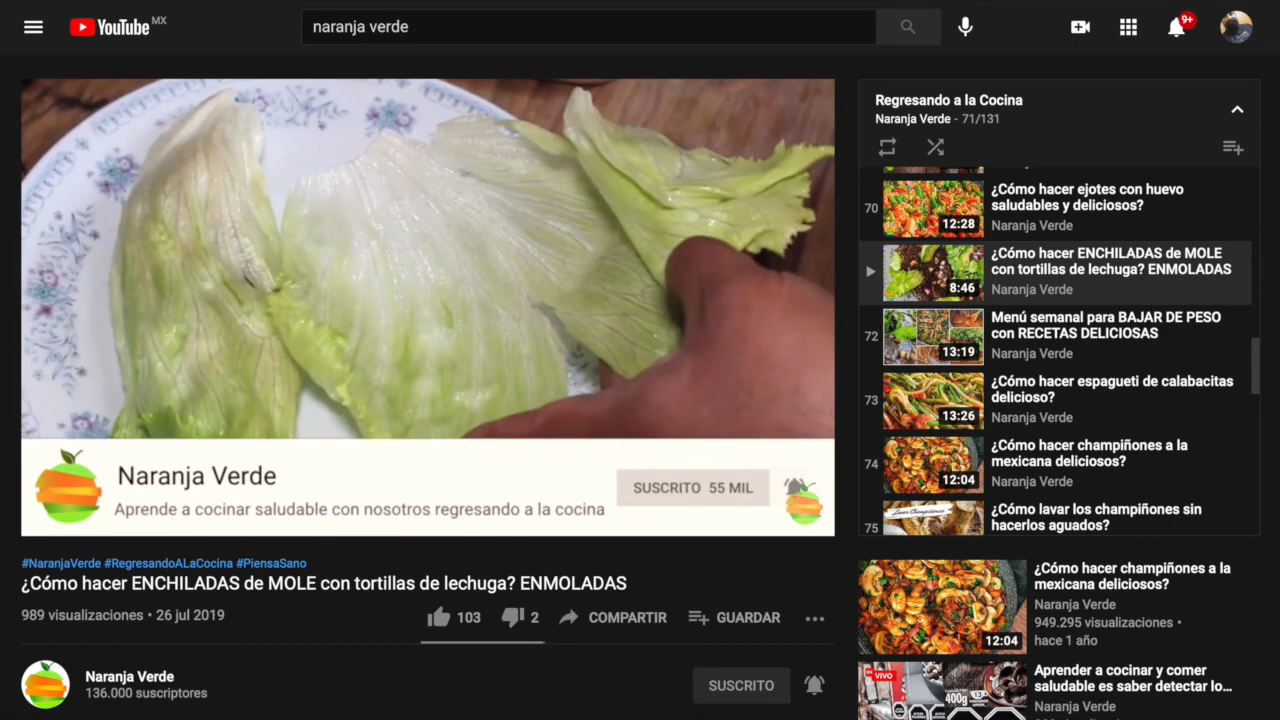 YouTube MX
naranja verde
9+
Regresando a la Cocina
Naranja Verde - 71/131
70
12:28
¿Cómo hacer ejotes con huevo
saludables y deliciosos?
Naranja Verde
8:46
¿Cómo hacer ENCHILADAS de MOLE
con tortillas de lechuga? ENMOLADAS
Naranja Verde
72
13:19
Menú semanal para BAJAR DE PESO
con RECETAS DELICIOSAS
Naranja Verde
73
13:26
¿Cómo hacer espagueti de calabacitas
delicioso?
Naranja Verde
74
12:04
¿Cómo hacer champiñones a la
mexicana deliciosos?
Naranja Verde
75
¿Cómo lavar los champiñones sin
hacerlos aguados?
Naranja Verde
Aprende a cocinar saludable con nosotros regresando a la cocina
SUSCRITO 55 MIL
#NaranjaVerde #RegresandoALaCocina #PiensaSano
¿Cómo hacer ENCHILADAS de MOLE con tortillas de lechuga? ENMOLADAS
989 visualizaciones • 26 jul 2019
103
2
COMPARTIR
GUARDAR
Naranja Verde
136.000 suscriptores
SUSCRITO
12:04
¿Cómo hacer champiñones a la
mexicana deliciosos?
Naranja Verde
949.295 visualizaciones •
hace 1 año
EN VIVO
400g
Aprender a cocinar y comer
saludable es saber detectar lo...
Naranja Verde